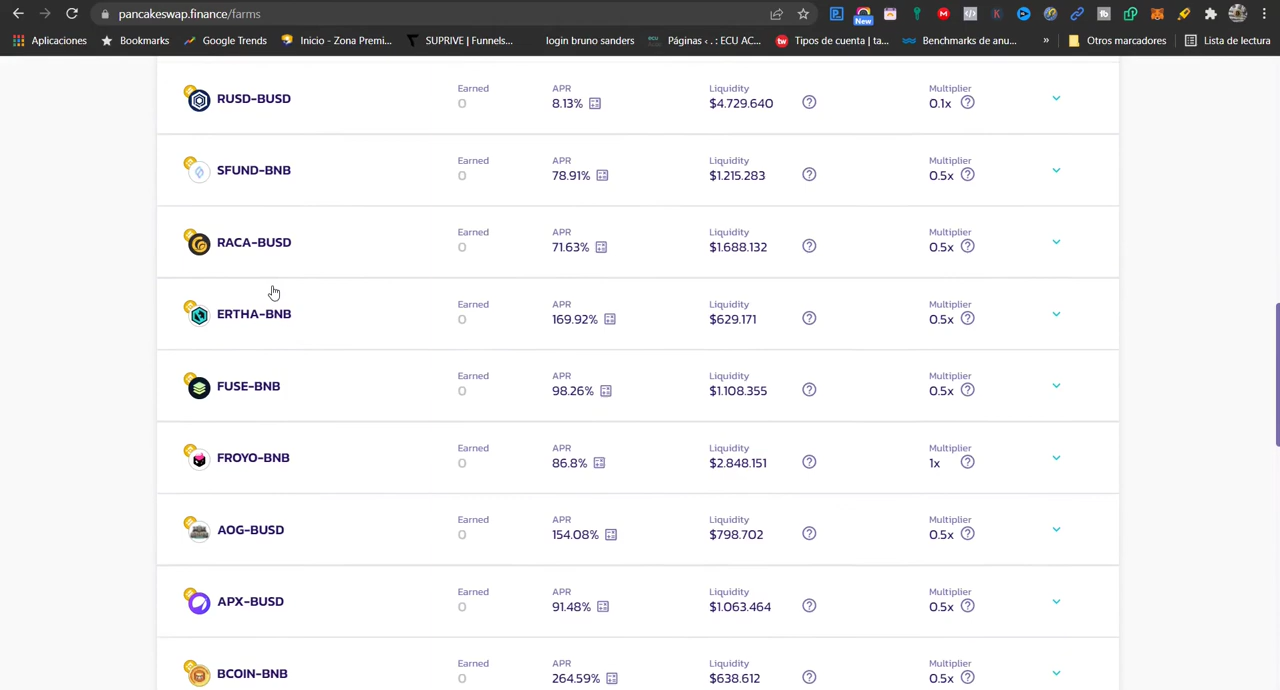 pancakeswap.finance/farms
New
Aplicaciones Bookmarks Google Trends Inicio - Zona Premi... SUPRIVE | Funnels... login bruno sanders Páginas ‹ . : ECU AC... Tipos de cuenta | ta... Benchmarks de anu... » Otros marcadores Lista de lectura
RUSD-BUSD Earned 0 APR 8.13% Liquidity $4.729.640 Multiplier 0.1x
SFUND-BNB Earned 0 APR 78.91% Liquidity $1.215.283 Multiplier 0.5x
RACA-BUSD Earned 0 APR 71.63% Liquidity $1.688.132 Multiplier 0.5x
ERTHA-BNB Earned 0 APR 169.92% Liquidity $629.171 Multiplier 0.5x
FUSE-BNB Earned 0 APR 98.26% Liquidity $1.108.355 Multiplier 0.5x
FROYO-BNB Earned 0 APR 86.8% Liquidity $2.848.151 Multiplier 1x
AOG-BUSD Earned 0 APR 154.08% Liquidity $798.702 Multiplier 0.5x
APX-BUSD Earned 0 APR 91.48% Liquidity $1.063.464 Multiplier 0.5x
BCOIN-BNB Earned 0 APR 264.59% Liquidity $638.612 Multiplier 0.5x